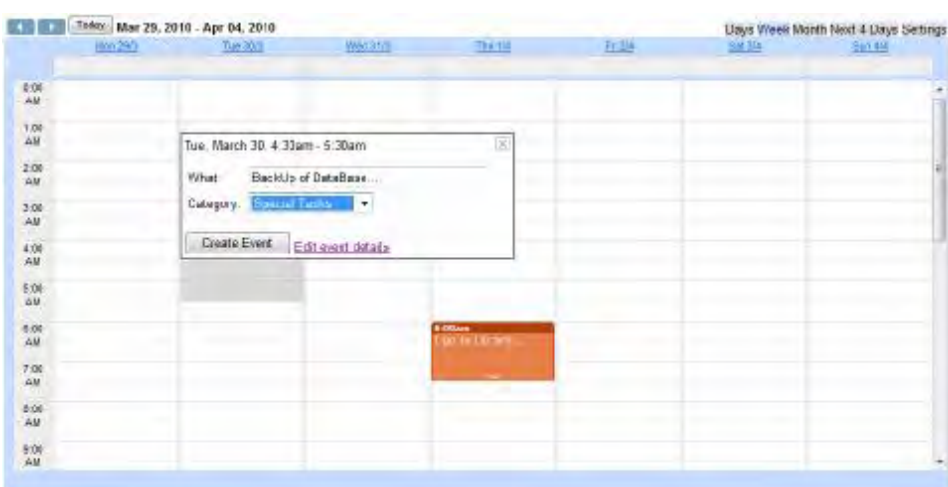 Today Mar 29, 2010 - Apr 04, 2010 Days Week Month Next 4 Days Settings
Mon 29/3 Tue 30/3 Wed 31/3 Thu 1/4 Fri 2/4 Sat 3/4 Sun 4/4
0:00
AM
1:00
AM
2:00
AM
3:00
AM
4:00
AM
5:00
AM
6:00
AM
7:00
AM
8:00
AM
9:00
AM
Tue, March 30, 4:33am - 5:30am
What BackUp of DataBase....
Category: Special Tasks
Create Event Edit event details
I go to